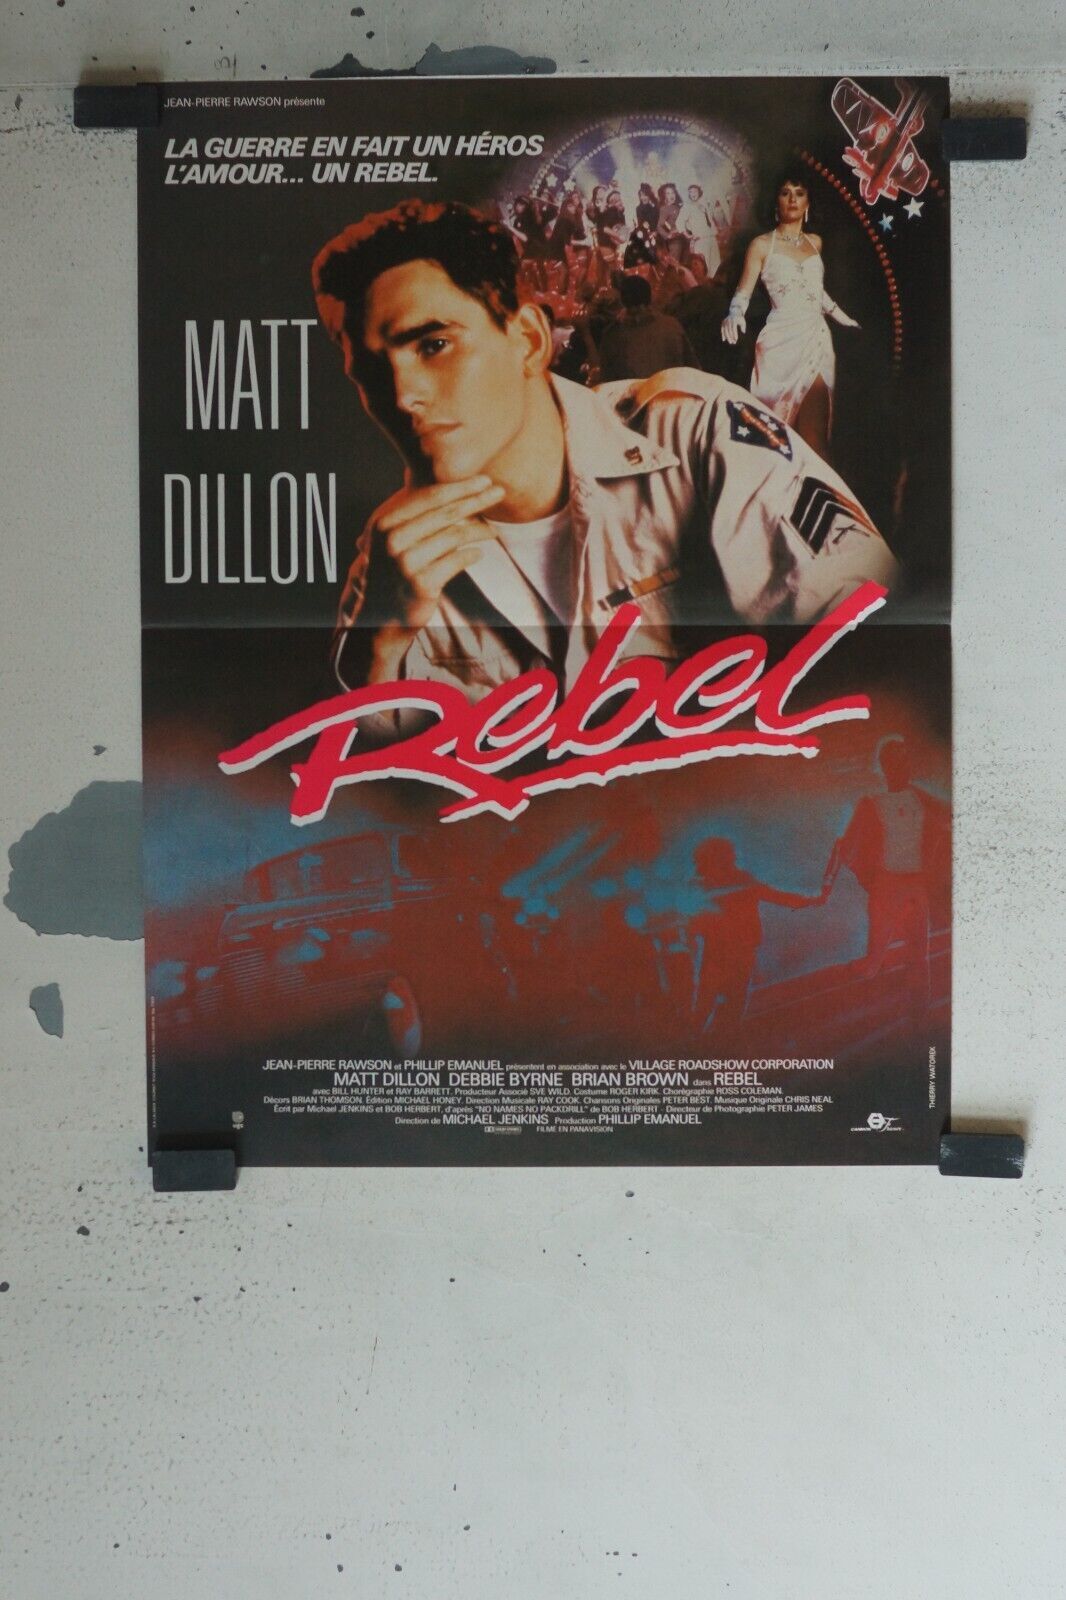 JEAN-PIERRE RAWSON présente
LA GUERRE EN FAIT UN HÉROS
L'AMOUR... UN REBEL.
MATT
DILLON
Rebel
JEAN-PIERRE RAWSON et PHILLIP EMANUEL présentent en association avec le VILLAGE ROADSHOW CORPORATION
MATT DILLON DEBBIE BYRNE BRIAN BROWN dans REBEL
avec BILL HUNTER et RAY BARRETT. Producteur Associé SVE WILD. Costume ROGER KIRK. Chorégraphie ROSS COLEMAN.
Décors BRIAN THOMSON. Édition MICHAEL HONEY. Direction Musicale RAY COOK. Chansons Originales PETER BEST. Musique Originale CHRIS NEAL
Écrit par Michael JENKINS et BOB HERBERT, d'après "NO NAMES NO PACKDRILL" de BOB HERBERT - Directeur de Photographie PETER JAMES
Direction de MICHAEL JENKINS Production PHILLIP EMANUEL
FILMÉ EN PANAVISION
THIERRY WATOREK